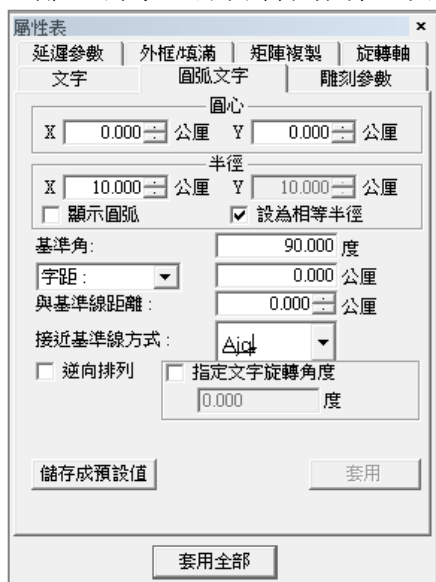 屬性表
延遲參數 外框/填滿 矩陣複製 旋轉軸
文字 圓弧文字 雕刻參數
圓心
X 0.000 公厘 Y 0.000 公厘
半徑
X 10.000 公厘 Y 10.000 公厘
顯示圓弧 設為相等半徑
基準角: 90.000 度
字距: 0.000 公厘
與基準線距離: 0.000 公厘
接近基準線方式: Ajq
逆向排列 指定文字旋轉角度
0.000 度
儲存成預設值 套用
套用全部